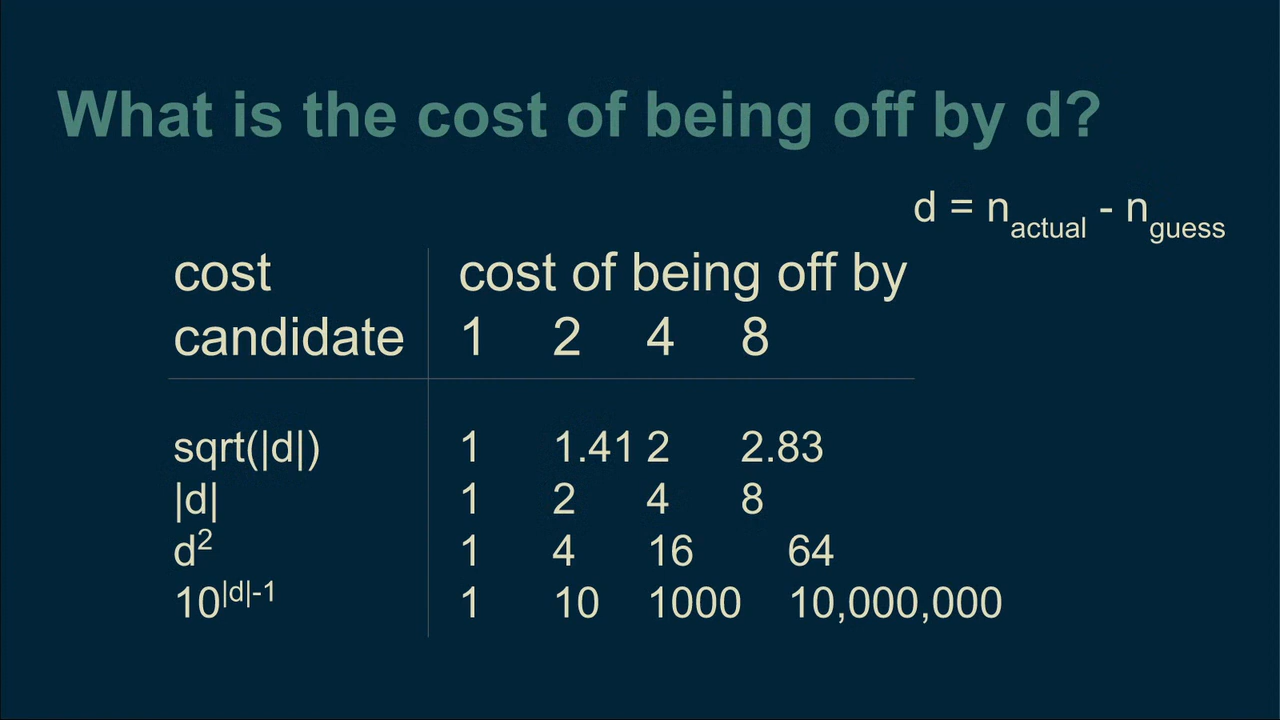 What is the cost of being off by d?
d = n_actual - n_guess
cost cost of being off by
candidate 1 2 4 8
sqrt(|d|) 1 1.41 2 2.83
|d| 1 2 4 8
d² 1 4 16 64
10^|d|-1 1 10 1000 10,000,000